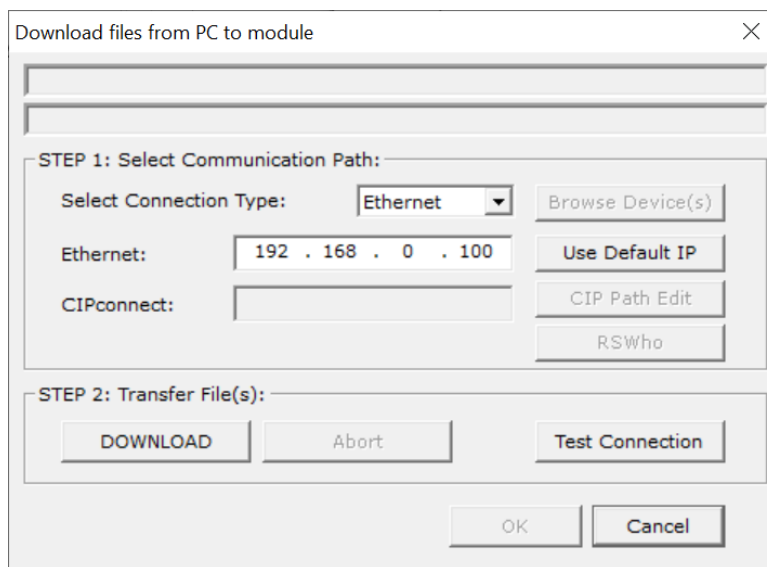 Download files from PC to module
STEP 1: Select Communication Path:
Select Connection Type: Ethernet Browse Device(s)
Ethernet: 192 . 168 . 0 . 100 Use Default IP
CIPconnect: CIP Path Edit
RSWho
STEP 2: Transfer File(s):
DOWNLOAD Abort Test Connection
OK Cancel